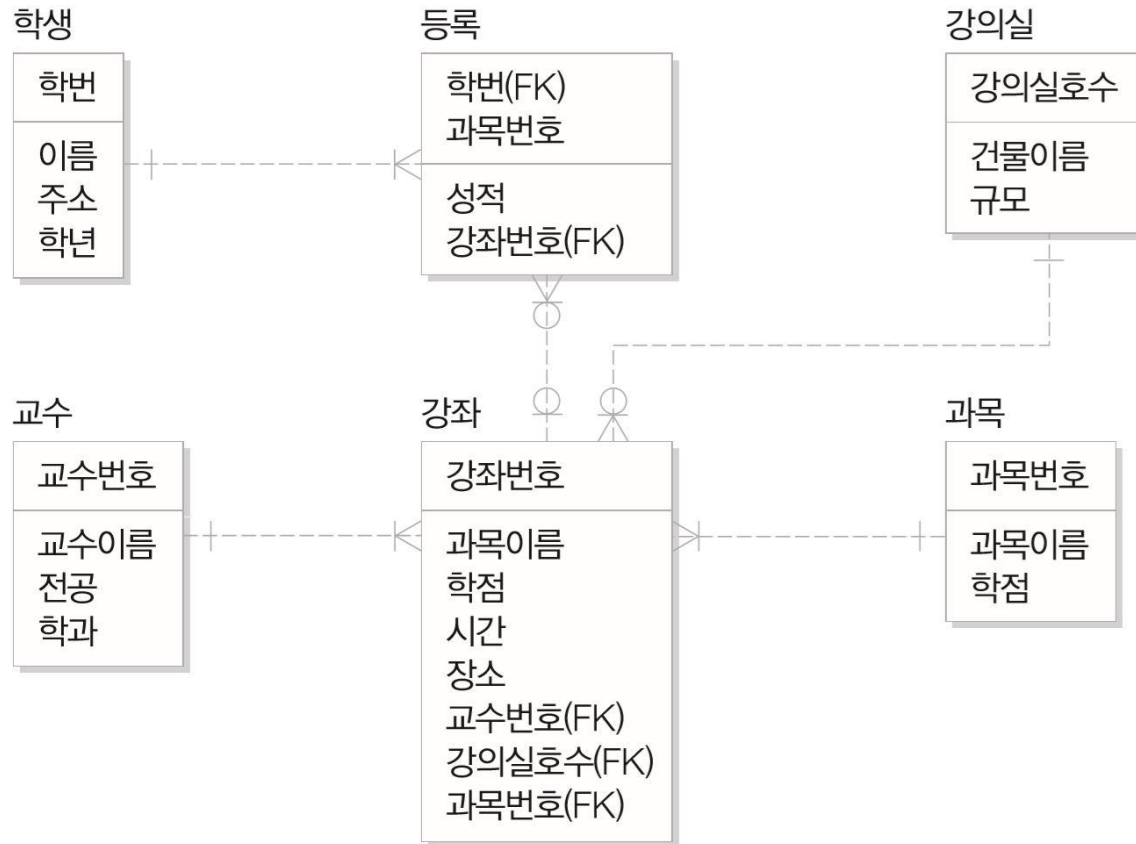 학생
학번
이름
주소
학년
등록
학번(FK)
과목번호
성적
강좌번호(FK)
강의실
강의실호수
건물이름
규모
교수
교수번호
교수이름
전공
학과
강좌
강좌번호
과목이름
학점
시간
장소
교수번호(FK)
강의실호수(FK)
과목번호(FK)
과목
과목번호
과목이름
학점